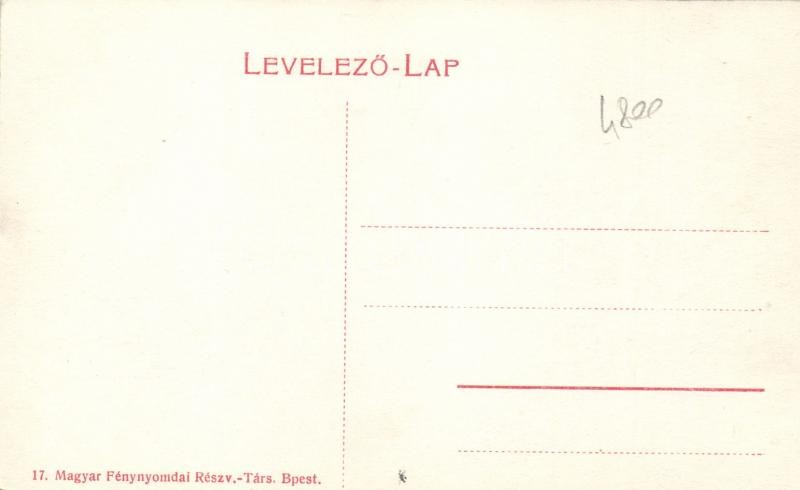 LEVELEZŐ-LAP
4800
17. Magyar Fénynyomdai Részv.-Társ. Bpest.